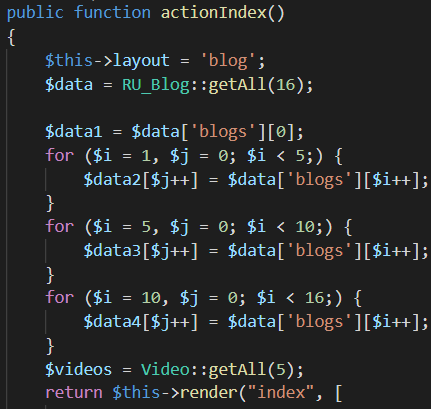 public function actionIndex()
{
    $this->layout = 'blog';
    $data = RU_Blog::getAll(16);

    $data1 = $data['blogs'][0];
    for ($i = 1, $j = 0; $i < 5;) {
        $data2[$j++] = $data['blogs'][$i++];
    }
    for ($i = 5, $j = 0; $i < 10;) {
        $data3[$j++] = $data['blogs'][$i++];
    }
    for ($i = 10, $j = 0; $i < 16;) {
        $data4[$j++] = $data['blogs'][$i++];
    }
    $videos = Video::getAll(5);
    return $this->render("index", [